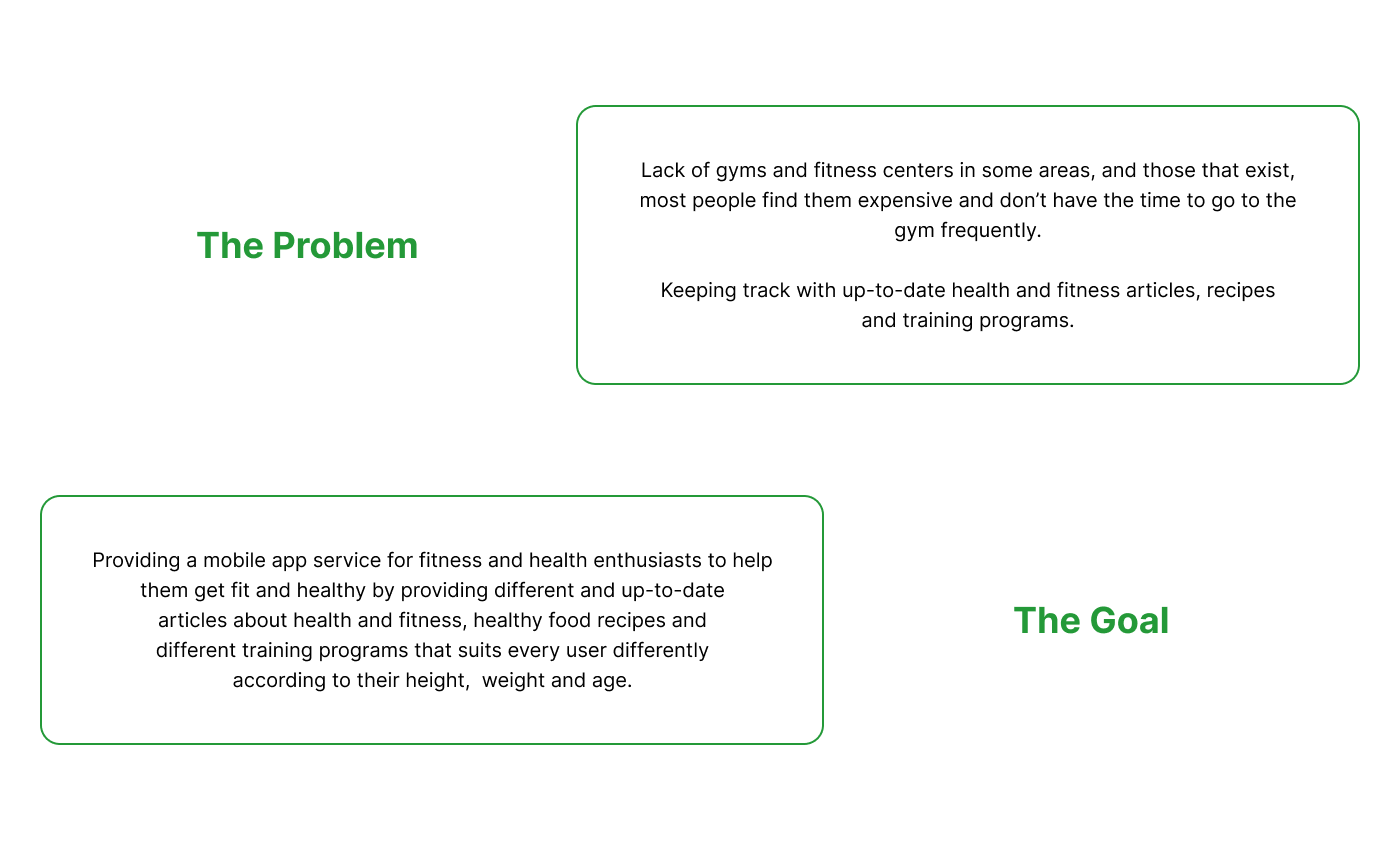 The Problem
Lack of gyms and fitness centers in some areas, and those that exist,
most people find them expensive and don’t have the time to go to the
gym frequently.
Keeping track with up-to-date health and fitness articles, recipes
and training programs.
Providing a mobile app service for fitness and health enthusiasts to help
them get fit and healthy by providing different and up-to-date
articles about health and fitness, healthy food recipes and
different training programs that suits every user differently
according to their height,  weight and age.
The Goal